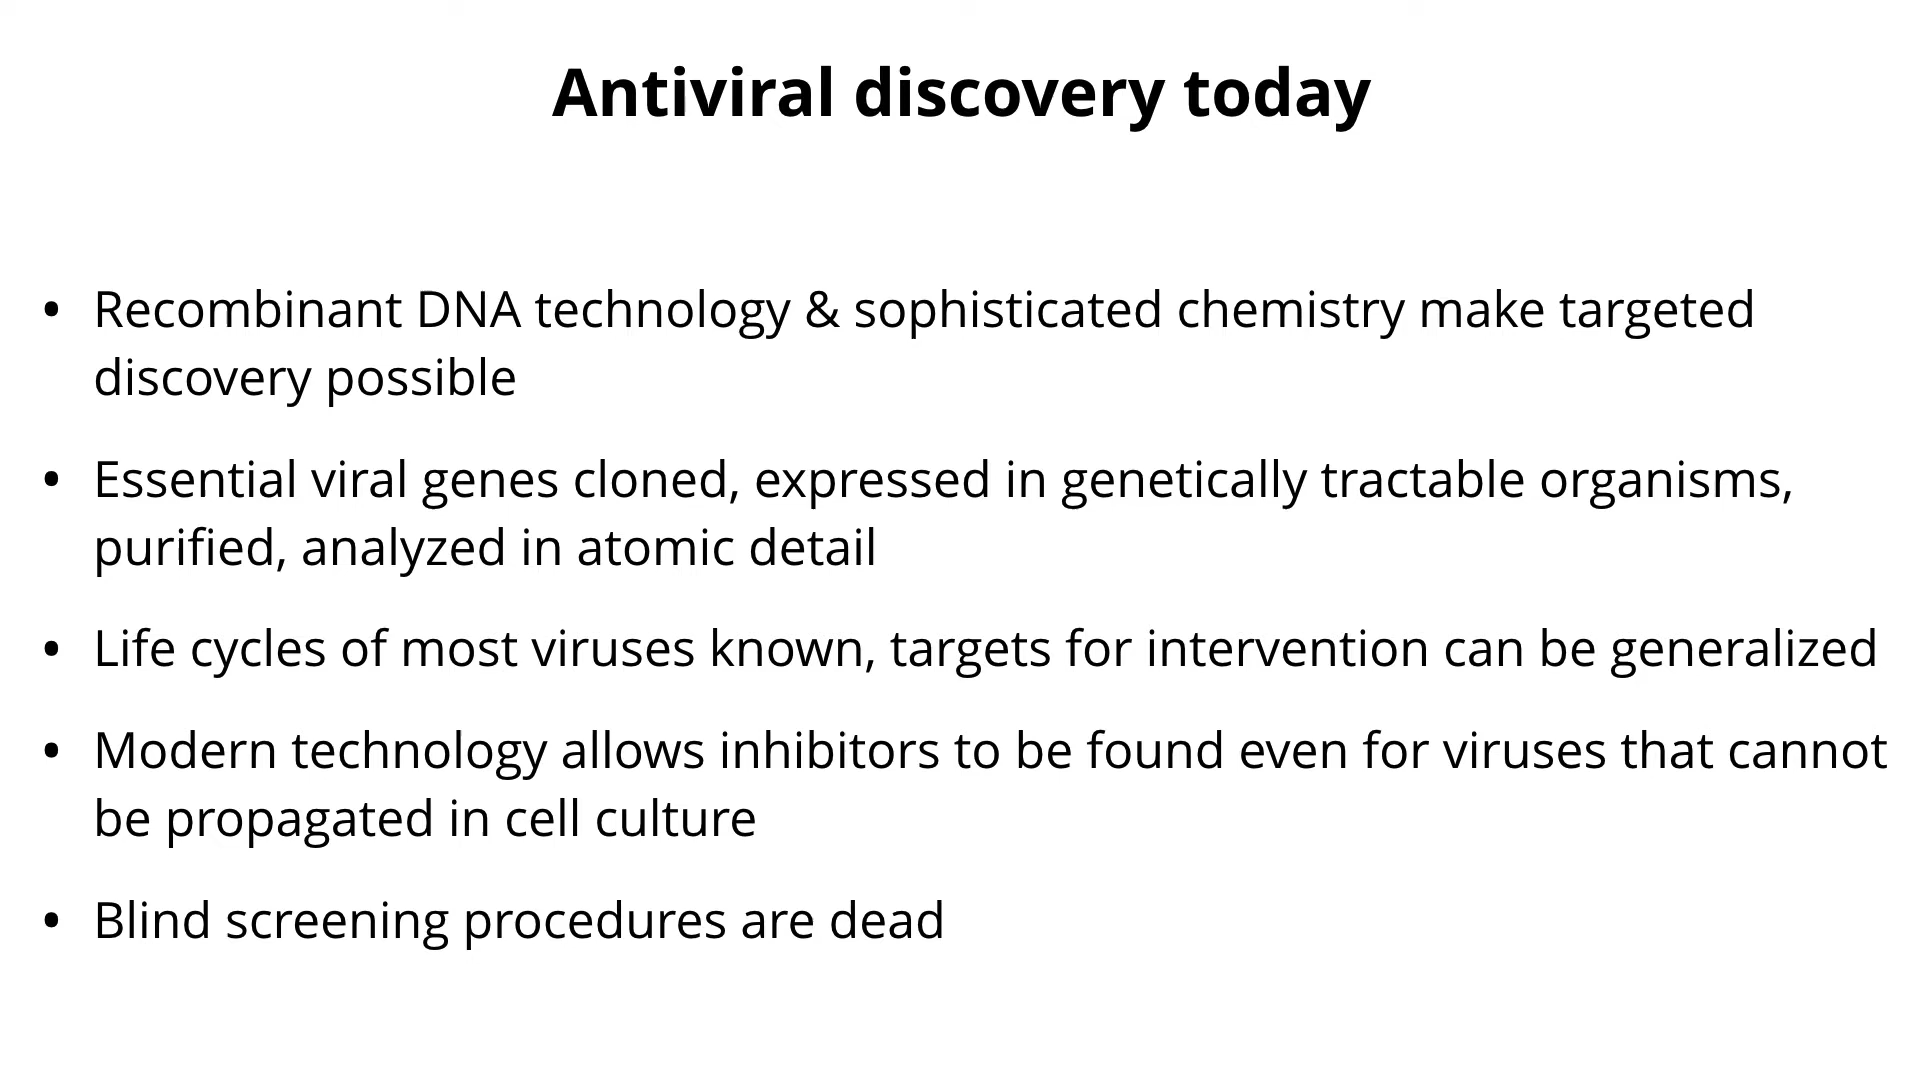 Antiviral discovery today
• Recombinant DNA technology & sophisticated chemistry make targeted
discovery possible
• Essential viral genes cloned, expressed in genetically tractable organisms,
purified, analyzed in atomic detail
• Life cycles of most viruses known, targets for intervention can be generalized
• Modern technology allows inhibitors to be found even for viruses that cannot
be propagated in cell culture
• Blind screening procedures are dead